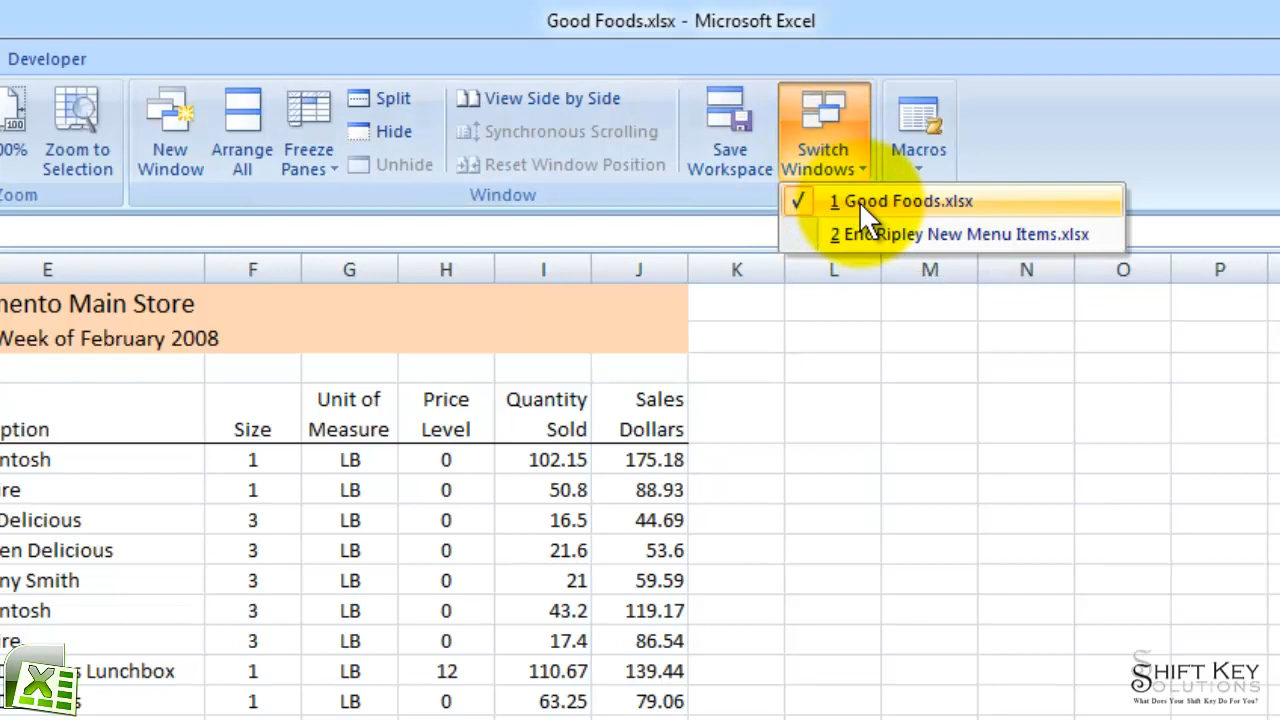 Good Foods.xlsx - Microsoft Excel
Developer
100%
Zoom to Selection
Zoom
New Window
Arrange All
Freeze Panes
Split
Hide
Unhide
View Side by Side
Synchronous Scrolling
Reset Window Position
Window
Save Workspace
Switch Windows
Macros
1 Good Foods.xlsx
2 Eric Ripley New Menu Items.xlsx
E F G H I J K L M N O P
mento Main Store
Week of February 2008
Unit of Price Quantity Sales
ption Size Measure Level Sold Dollars
ntosh 1 LB 0 102.15 175.18
ire 1 LB 0 50.8 88.93
Delicious 3 LB 0 16.5 44.69
en Delicious 3 LB 0 21.6 53.6
ny Smith 3 LB 0 21 59.59
ntosh 3 LB 0 43.2 119.17
ire 3 LB 0 17.4 86.54
s Lunchbox 1 LB 12 110.67 139.44
s 1 LB 0 63.25 79.06
Shift Key
Solutions
What Does Your Shift Key Do For You?